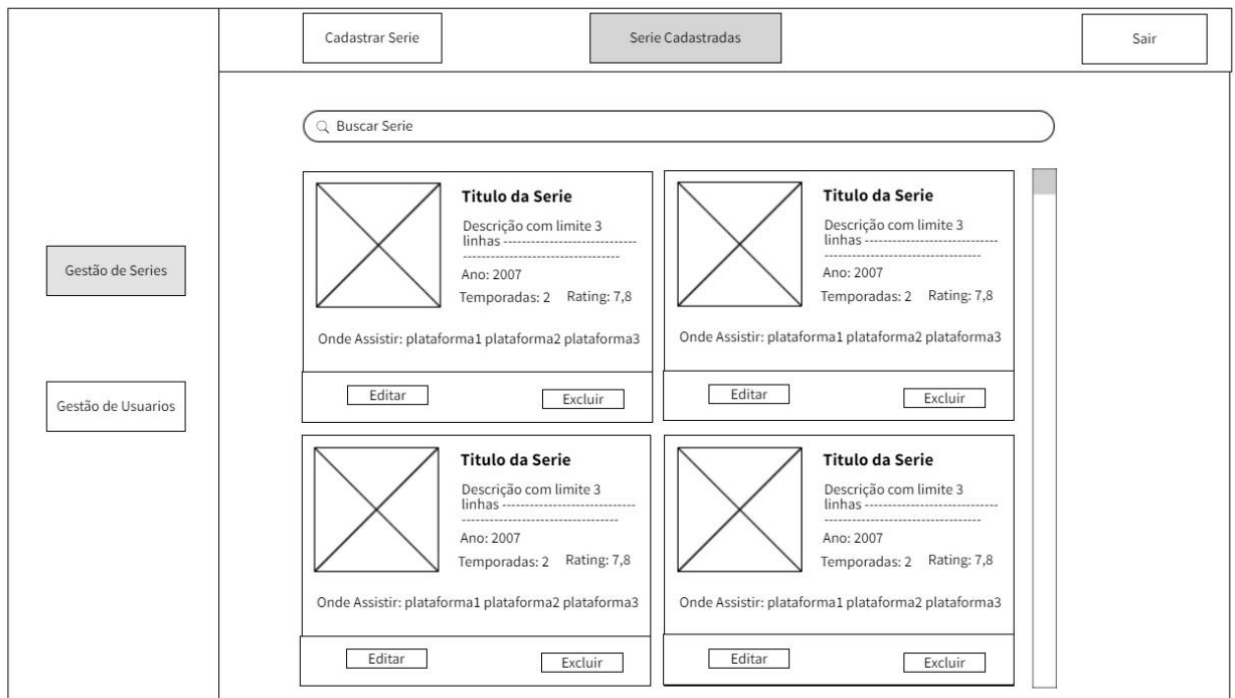 Cadastrar Serie
Serie Cadastradas
Sair
Buscar Serie
Gestão de Series
Gestão de Usuarios
Titulo da Serie
Descrição com limite 3
linhas -----------------------------
----------------------------------
Ano: 2007
Temporadas: 2 Rating: 7,8
Onde Assistir: plataforma1 plataforma2 plataforma3
Editar
Excluir
Titulo da Serie
Descrição com limite 3
linhas -----------------------------
----------------------------------
Ano: 2007
Temporadas: 2 Rating: 7,8
Onde Assistir: plataforma1 plataforma2 plataforma3
Editar
Excluir
Titulo da Serie
Descrição com limite 3
linhas -----------------------------
----------------------------------
Ano: 2007
Temporadas: 2 Rating: 7,8
Onde Assistir: plataforma1 plataforma2 plataforma3
Editar
Excluir
Titulo da Serie
Descrição com limite 3
linhas -----------------------------
----------------------------------
Ano: 2007
Temporadas: 2 Rating: 7,8
Onde Assistir: plataforma1 plataforma2 plataforma3
Editar
Excluir